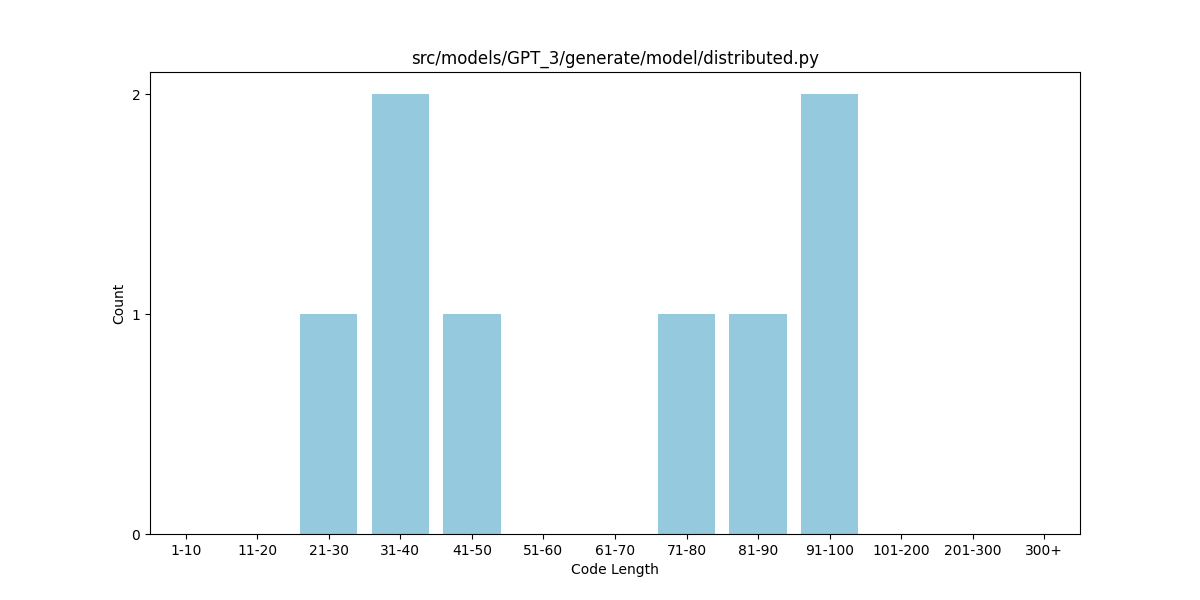 src/models/GPT_3/generate/model/distributed.py
2
1
0
Count
1-10 11-20 21-30 31-40 41-50 51-60 61-70 71-80 81-90 91-100 101-200 201-300 300+
Code Length